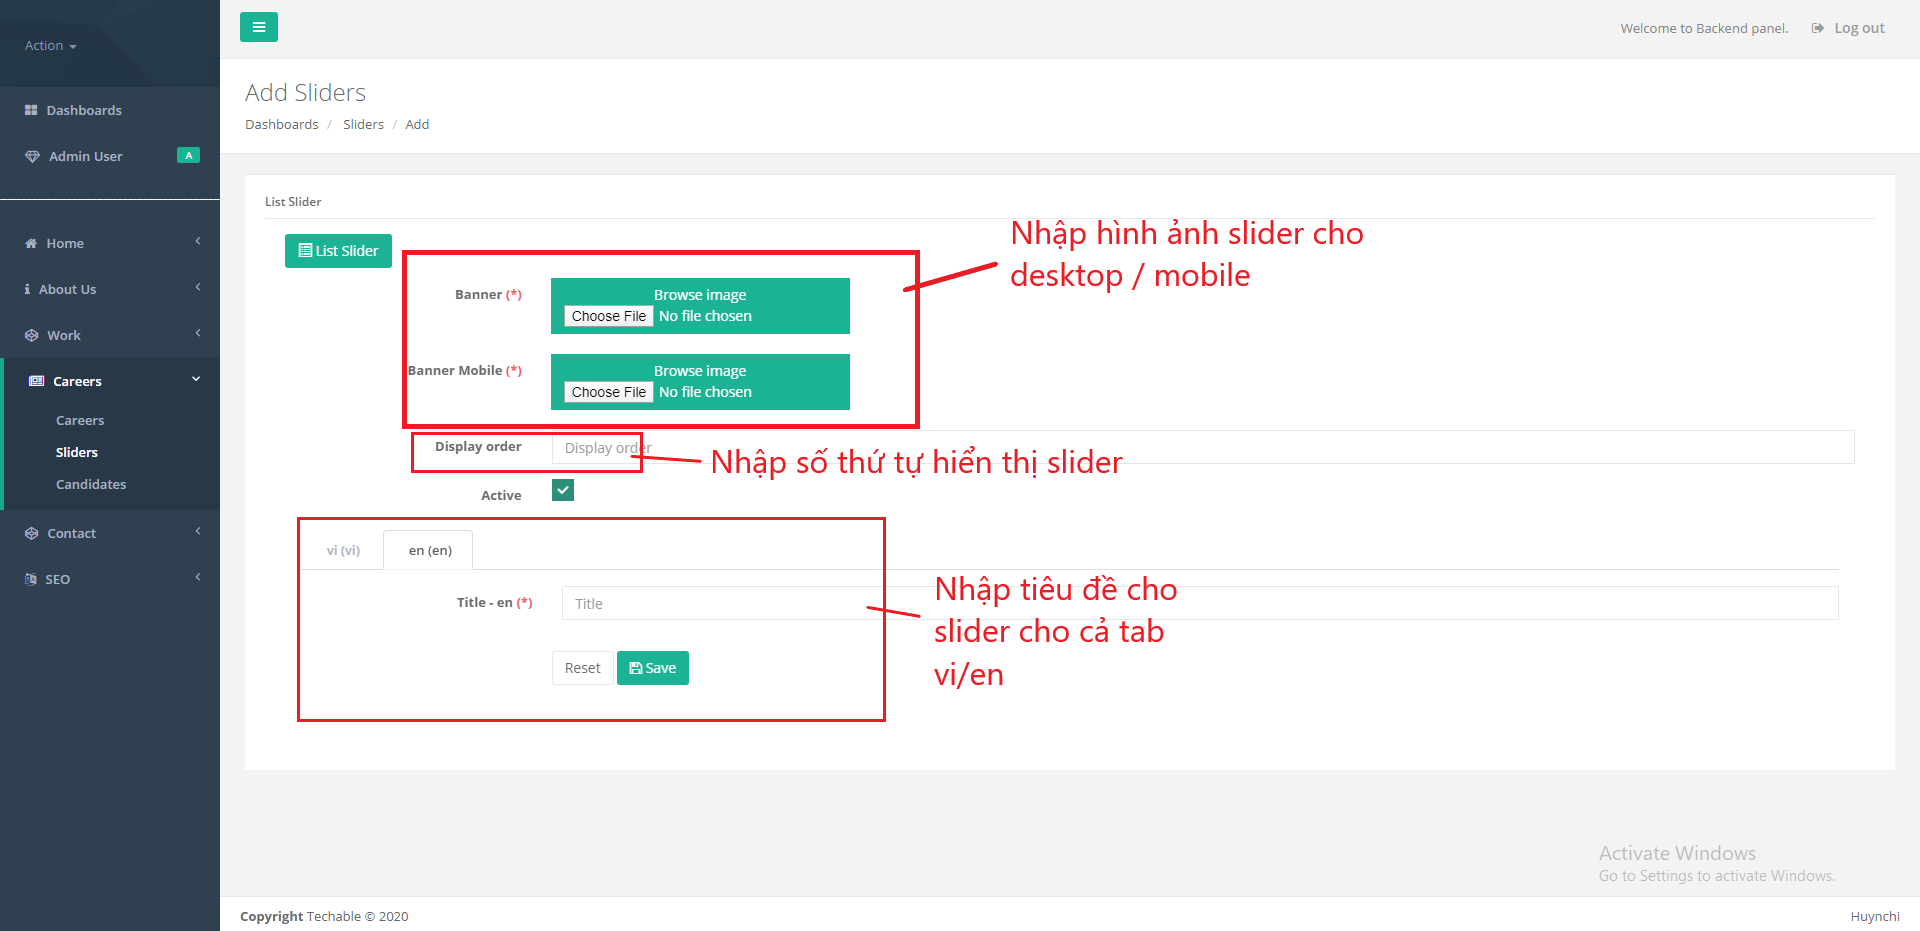 Action
Welcome to Backend panel.
Log out
Add Sliders
Dashboards / Sliders / Add
Dashboards
Admin User A
Home
About Us
Work
Careers
Careers
Sliders
Candidates
Contact
SEO
List Slider
List Slider
Banner (*)
Browse image
Choose File No file chosen
Nhập hình ảnh slider cho
desktop / mobile
Banner Mobile (*)
Browse image
Choose File No file chosen
Display order
Display order
Nhập số thứ tự hiển thị slider
Active
vi (vi)
en (en)
Title - en (*)
Title
Nhập tiêu đề cho
slider cho cả tab
vi/en
Reset
Save
Activate Windows
Go to Settings to activate Windows.
Copyright Techable © 2020
Huynchi